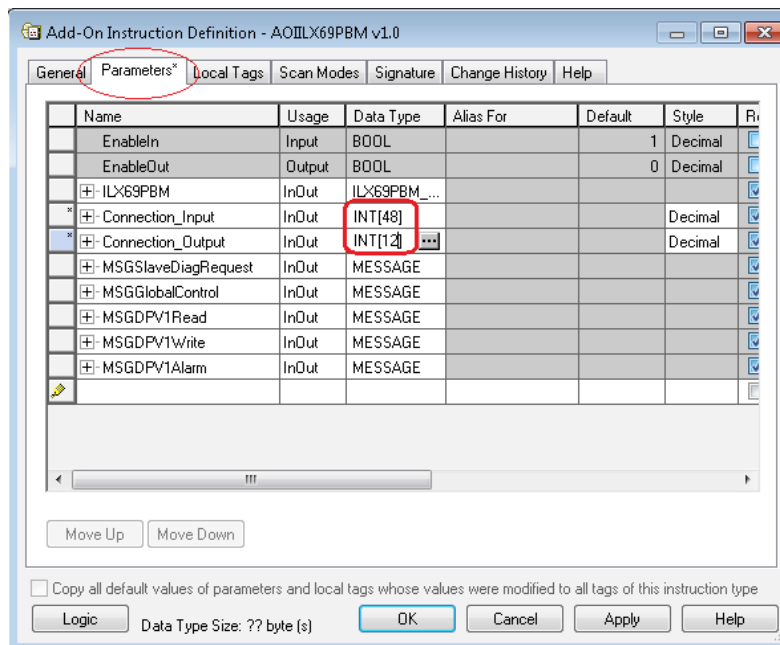 Add-On Instruction Definition - AOIILX69PBM v1.0
General Parameters* Local Tags Scan Modes Signature Change History Help
Name Usage Data Type Alias For Default Style
EnableIn Input BOOL 1 Decimal
EnableOut Output BOOL 0 Decimal
ILX69PBM InOut ILX69PBM_...
* Connection_Input InOut INT[48] Decimal
* Connection_Output InOut INT[12] ... Decimal
MSGSlaveDiagRequest InOut MESSAGE
MSGGlobalControl InOut MESSAGE
MSGDPV1Read InOut MESSAGE
MSGDPV1Write InOut MESSAGE
MSGDPV1Alarm InOut MESSAGE
Move Up Move Down
Copy all default values of parameters and local tags whose values were modified to all tags of this instruction type
Logic Data Type Size: ?? byte (s) OK Cancel Apply Help